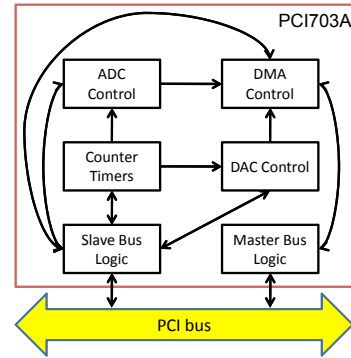 PCI703A
ADC
Control
DMA
Control
Counter
Timers
DAC Control
Slave Bus
Logic
Master Bus
Logic
PCI bus